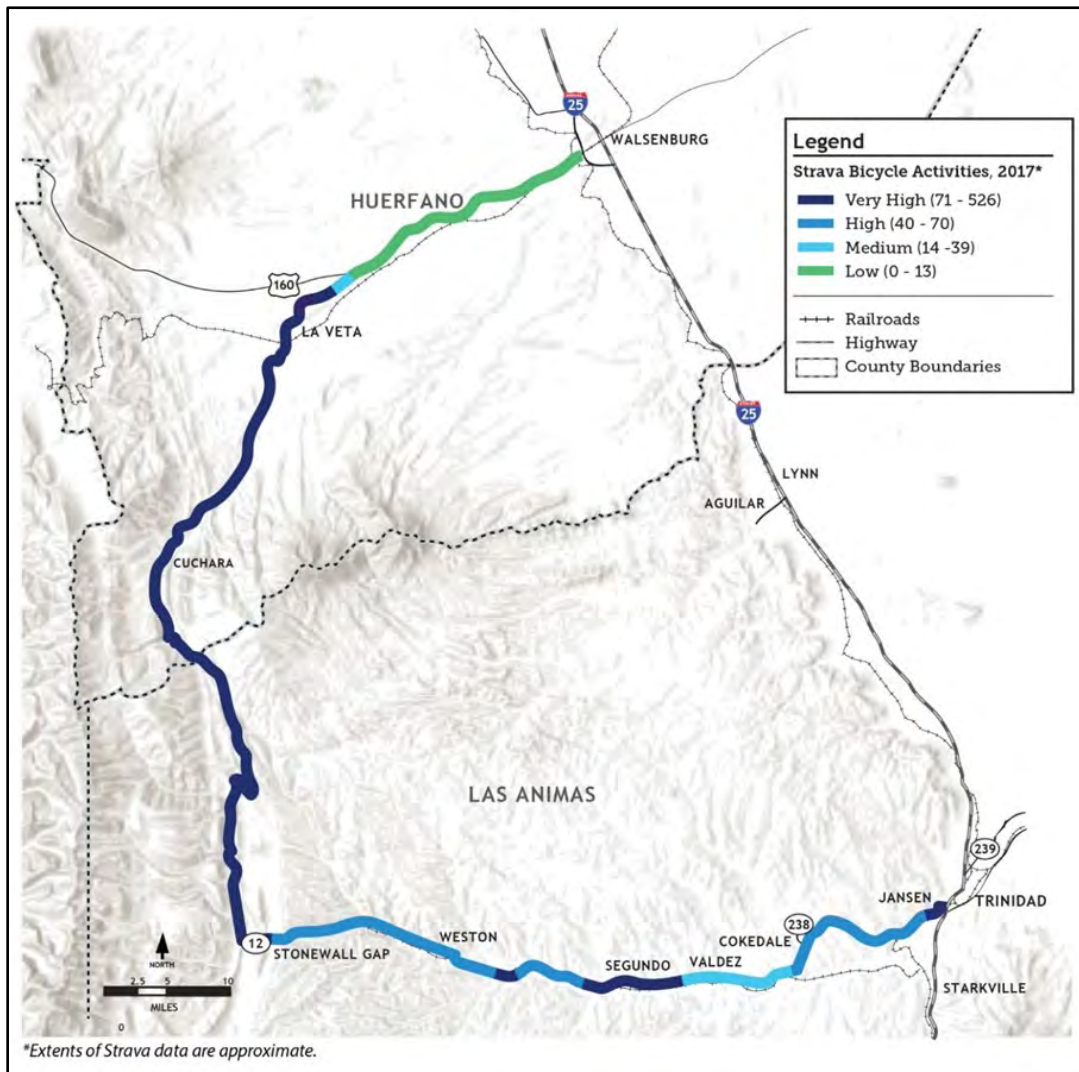 25
WALSENBURG
Legend
Strava Bicycle Activities, 2017*
Very High (71 - 526)
High (40 - 70)
Medium (14 -39)
Low (0 - 13)
Railroads
Highway
County Boundaries
HUERFANO
160
LA VETA
25
LYNN
AGUILAR
CUCHARA
LAS ANIMAS
239
JANSEN
TRINIDAD
238
COKEDALE
12
STONEWALL GAP
WESTON
SEGUNDO
VALDEZ
STARKVILLE
NORTH
2.5 5 10
MILES
0
*Extents of Strava data are approximate.